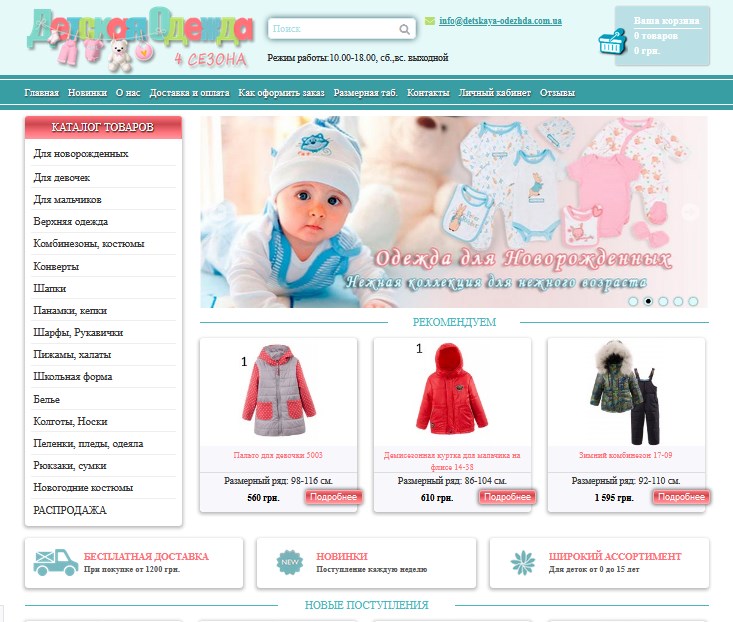 Детская Одежда
4 СЕЗОНА
Поиск
info@detskaya-odezhda.com.ua
Режим работы:10.00-18.00, сб.,вс. выходной
Ваша корзина
0 товаров
0 грн.
Главная Новинки О нас Доставка и оплата Как оформить заказ Размерная таб. Контакты Личный кабинет Отзывы
КАТАЛОГ ТОВАРОВ
Для новорожденных
Для девочек
Для мальчиков
Верхняя одежда
Комбинезоны, костюмы
Конверты
Шапки
Панамки, кепки
Шарфы, Рукавички
Пижамы, халаты
Школьная форма
Белье
Колготы, Носки
Пеленки, пледы, одеяла
Рюкзаки, сумки
Новогодние костюмы
РАСПРОДАЖА
Одежда для Новорожденных
Нежная коллекция для нежного возраста
РЕКОМЕНДУЕМ
1
Пальто для девочки 5003
Размерный ряд: 98-116 см.
560 грн. Подробнее
1
Демисезонная куртка для мальчика на
флисе 14-38
Размерный ряд: 86-104 см.
610 грн. Подробнее
Зимний комбинезон 17-09
Размерный ряд: 92-110 см.
1 595 грн. Подробнее
БЕСПЛАТНАЯ ДОСТАВКА
При покупке от 1200 грн.
NEW
НОВИНКИ
Поступление каждую неделю
ШИРОКИЙ АССОРТИМЕНТ
Для деток от 0 до 15 лет
НОВЫЕ ПОСТУПЛЕНИЯ